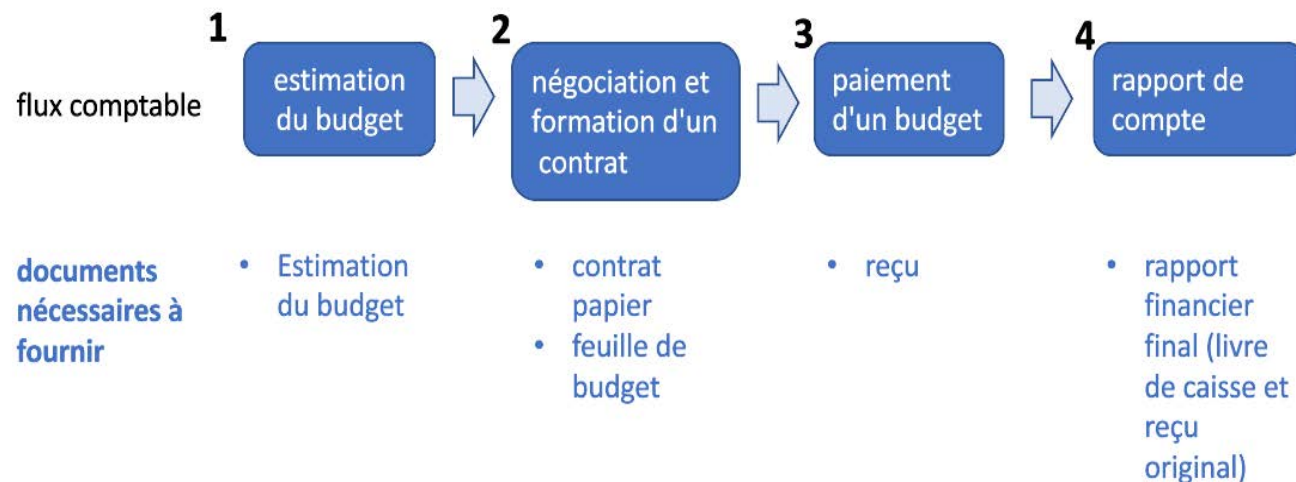 1
estimation
du budget
2
négociation et
formation d'un
contrat
3
paiement
d'un budget
4
rapport de
compte
flux comptable
documents
nécessaires à
fournir
• Estimation
du budget
• contrat
papier
• feuille de
budget
• reçu
• rapport
financier
final (livre
de caisse et
reçu
original)